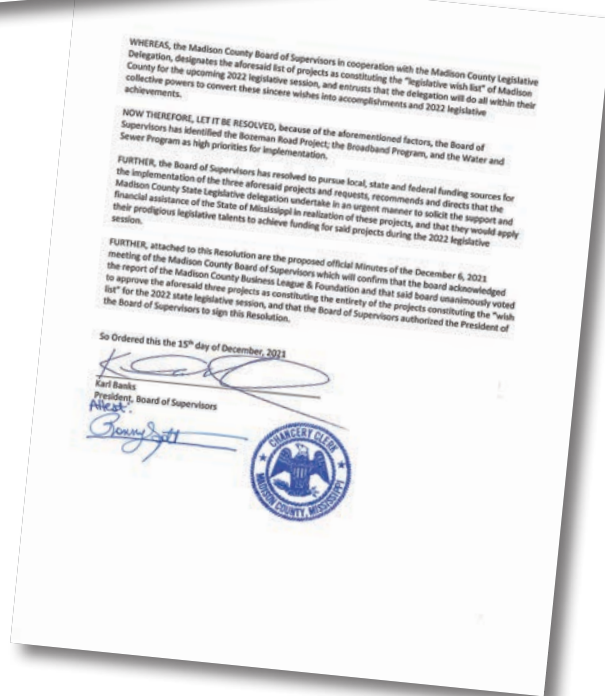 WHEREAS, the Madison County Board of Supervisors in cooperation with the Madison County Legislative
Delegation, designates the aforesaid list of projects as constituting the "legislative wish list" of Madison
County for the upcoming 2022 legislative session, and entrusts that the delegation will do all within their
collective powers to convert these sincere wishes into accomplishments and 2022 legislative
achievements.
NOW THEREFORE, LET IT BE RESOLVED, because of the aforementioned factors, the Board of
Supervisors has identified the Bozeman Road Project; the Broadband Program, and the Water and
Sewer Program as high priorities for implementation.
FURTHER, the Board of Supervisors has resolved to pursue local, state and federal funding sources for
the implementation of the three aforesaid projects and requests, recommends and directs that the
Madison County State Legislative delegation undertake in an urgent manner to solicit the support and
financial assistance of the State of Mississippi in realization of these projects, and that they would apply
their prodigious legislative talents to achieve funding for said projects during the 2022 legislative
session.
FURTHER, attached to this Resolution are the proposed official Minutes of the December 6, 2021
meeting of the Madison County Board of Supervisors which will confirm that the board acknowledged
the report of the Madison County Business League & Foundation and that said board unanimously voted
to approve the aforesaid three projects as constituting the entirety of the projects constituting the "wish
list" for the 2022 state legislative session, and that the Board of Supervisors authorized the President of
the Board of Supervisors to sign this Resolution.
So Ordered this the 15th day of December, 2021
Karl Banks
President, Board of Supervisors
Attest:
CHANCERY CLERK
MADISON COUNTY, MISSISSIPPI